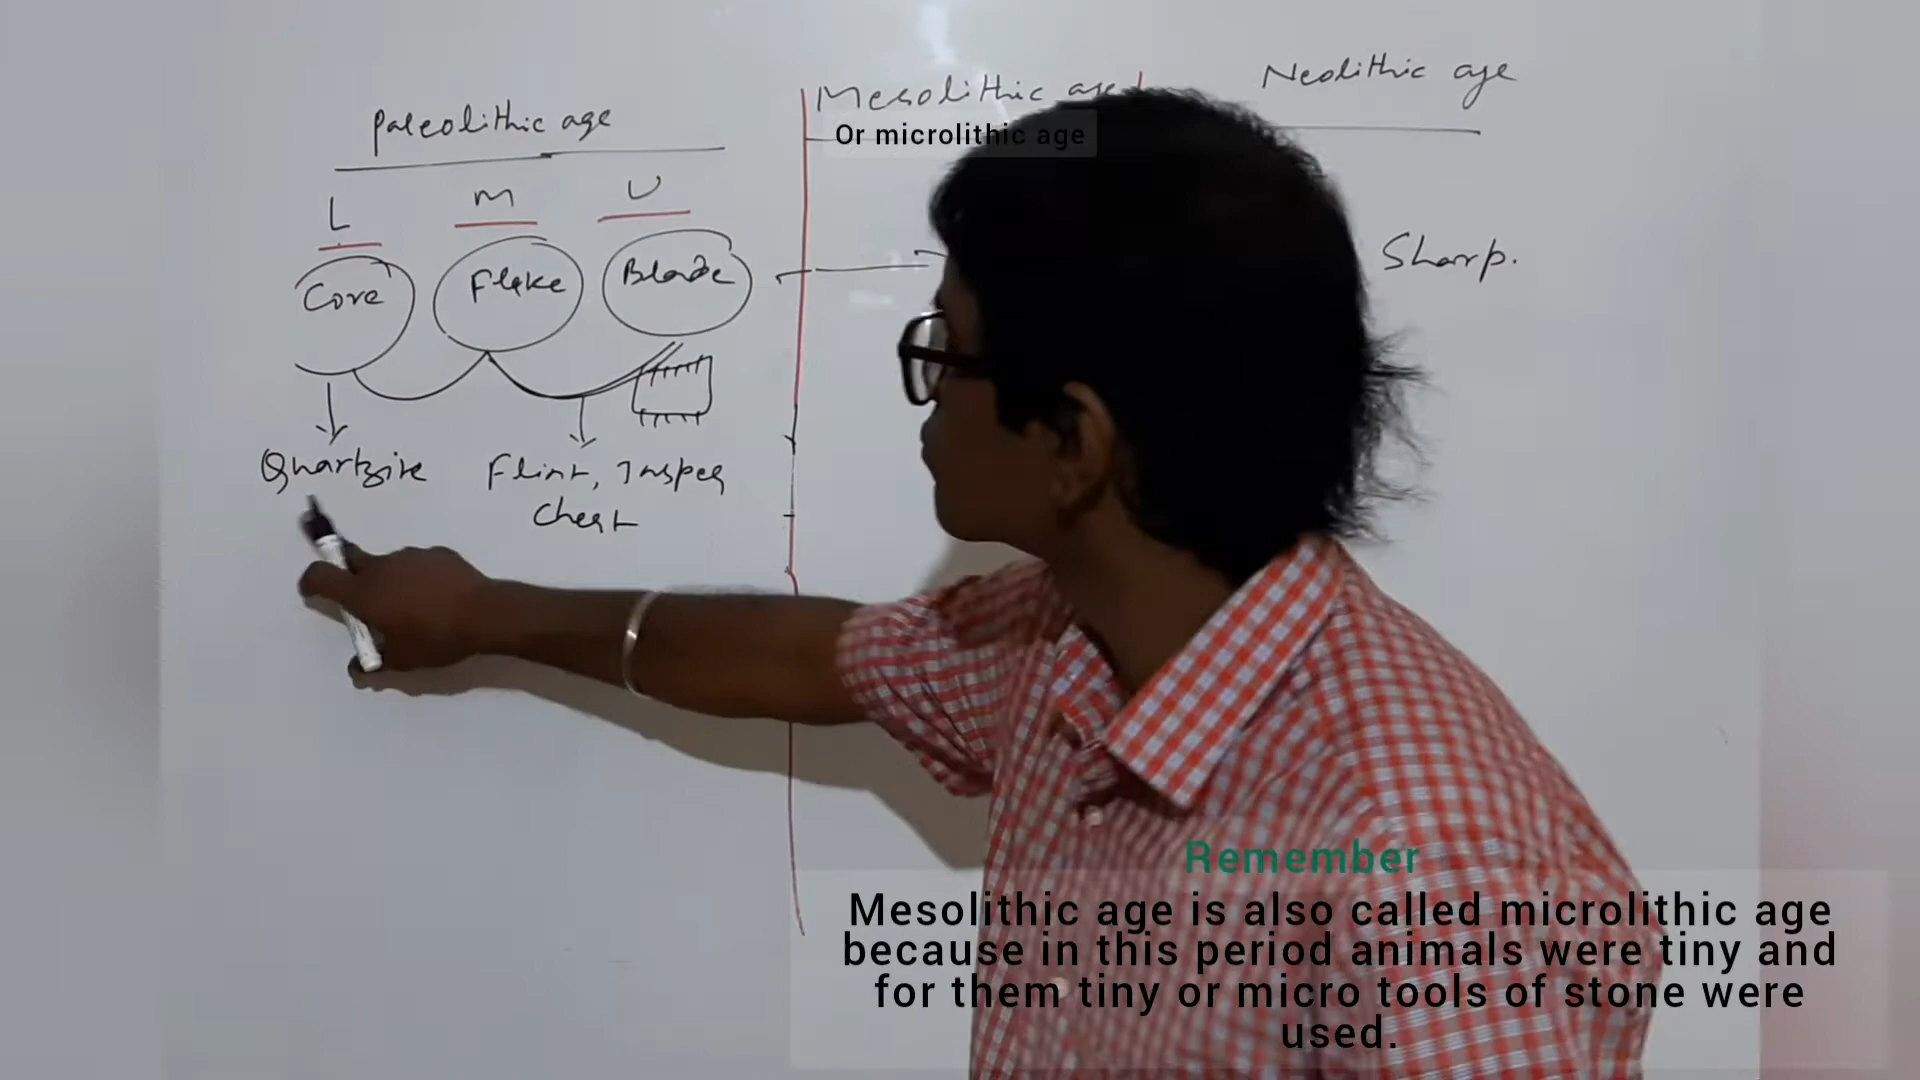 Paleolithic age
L M U
Core Flake Blade
Quartzite
Flint, Jasper
Chert
Mesolithic age
Or microlithic age
Neolithic age
Sharp.
Remember
Mesolithic age is also called microlithic age
because in this period animals were tiny and
for them tiny or micro tools of stone were
used.